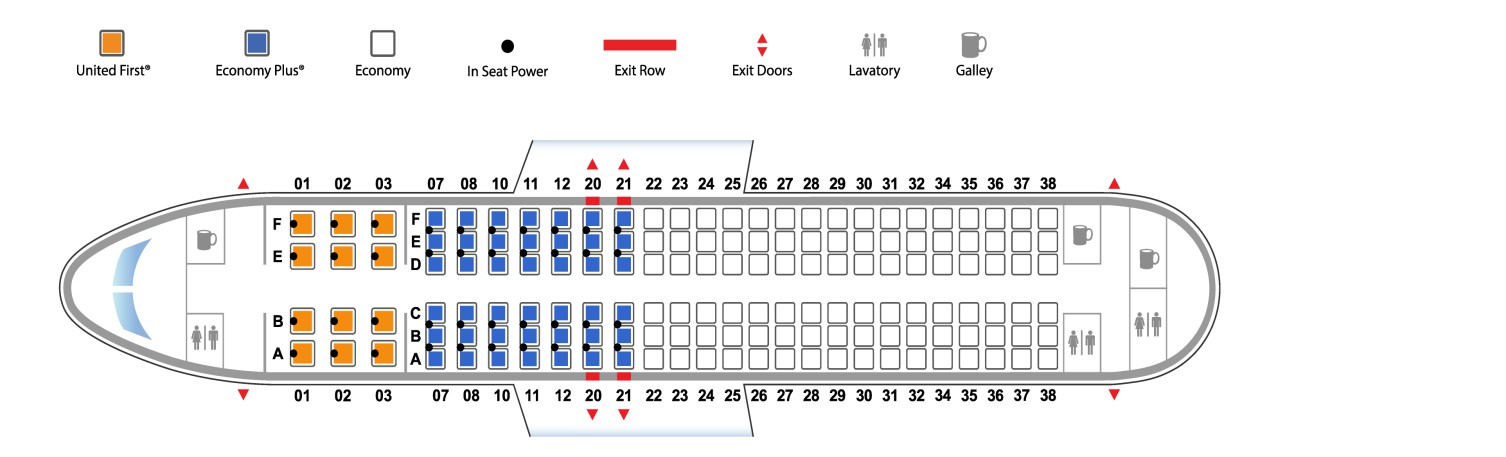 United First® Economy Plus® Economy In Seat Power Exit Row Exit Doors Lavatory Galley
01 02 03 07 08 10 11 12 20 21 22 23 24 25 26 27 28 29 30 31 32 34 35 36 37 38
F F
E E
D
B C
B
A A
01 02 03 07 08 10 11 12 20 21 22 23 24 25 26 27 28 29 30 31 32 34 35 36 37 38